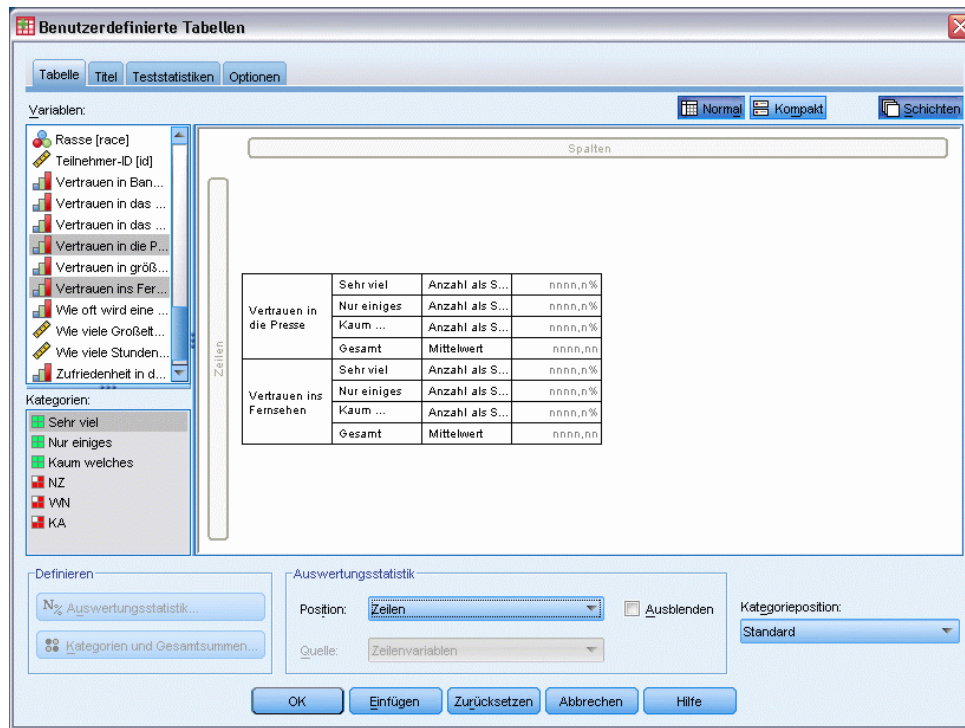 Benutzerdefinierte Tabellen
Tabelle Titel Teststatistiken Optionen
Variablen:
Normal Kompakt Schichten
Rasse [race]
Teilnehmer-ID [id]
Vertrauen in Ban...
Vertrauen in das ...
Vertrauen in das ...
Vertrauen in die P...
Vertrauen in größ...
Vertrauen ins Fer...
Wie oft wird eine ...
Wie viele Großelt...
Wie viele Stunden...
Zufriedenheit in d...
Kategorien:
Sehr viel
Nur einiges
Kaum welches
NZ
WN
KA
Spalten
Zeilen
Vertrauen in die Presse
Sehr viel Anzahl als S... nnnn,n%
Nur einiges Anzahl als S... nnnn,n%
Kaum ... Anzahl als S... nnnn,n%
Gesamt Mittelwert nnnn,nn
Vertrauen ins Fernsehen
Sehr viel Anzahl als S... nnnn,n%
Nur einiges Anzahl als S... nnnn,n%
Kaum ... Anzahl als S... nnnn,n%
Gesamt Mittelwert nnnn,nn
Definieren
N% Auswertungsstatistik...
Kategorien und Gesamtsummen...
Auswertungsstatistik
Position: Zeilen Ausblenden
Quelle: Zeilenvariablen
Kategorieposition:
Standard
OK Einfügen Zurücksetzen Abbrechen Hilfe